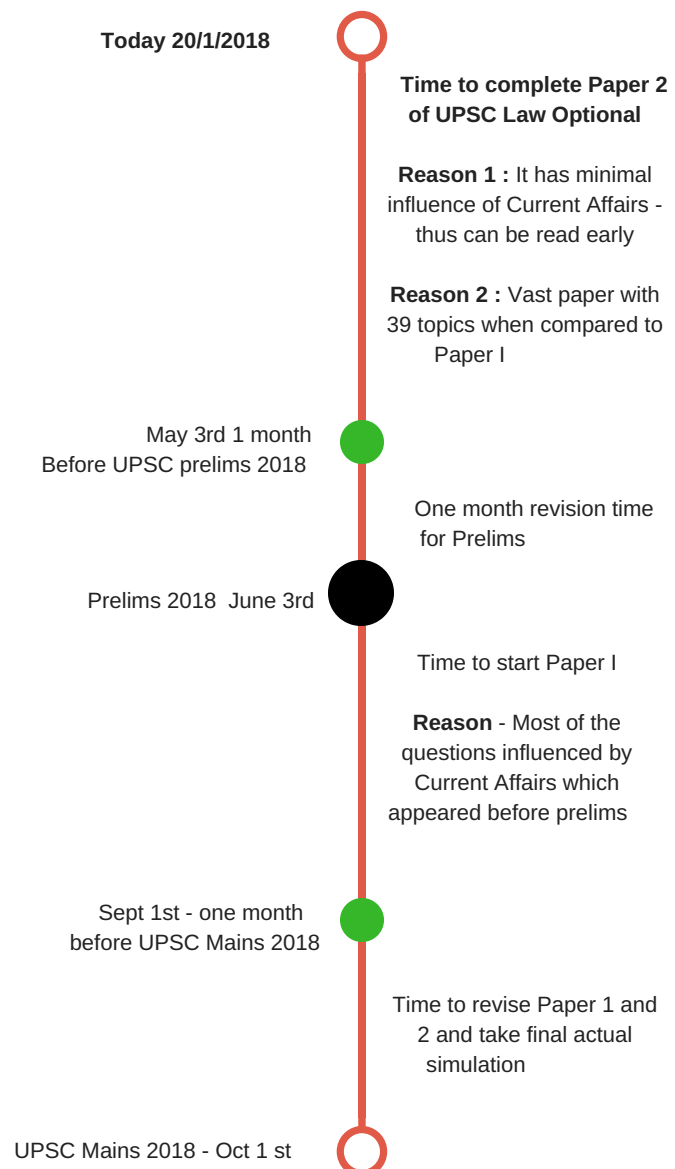 Today 20/1/2018
Time to complete Paper 2
of UPSC Law Optional
Reason 1 : It has minimal
influence of Current Affairs -
thus can be read early
Reason 2 : Vast paper with
39 topics when compared to
Paper I
May 3rd 1 month
Before UPSC prelims 2018
One month revision time
for Prelims
Prelims 2018  June 3rd
Time to start Paper I
Reason - Most of the
questions influenced by
Current Affairs which
appeared before prelims
Sept 1st - one month
before UPSC Mains 2018
Time to revise Paper 1 and
2 and take final actual
simulation
UPSC Mains 2018 - Oct 1 st